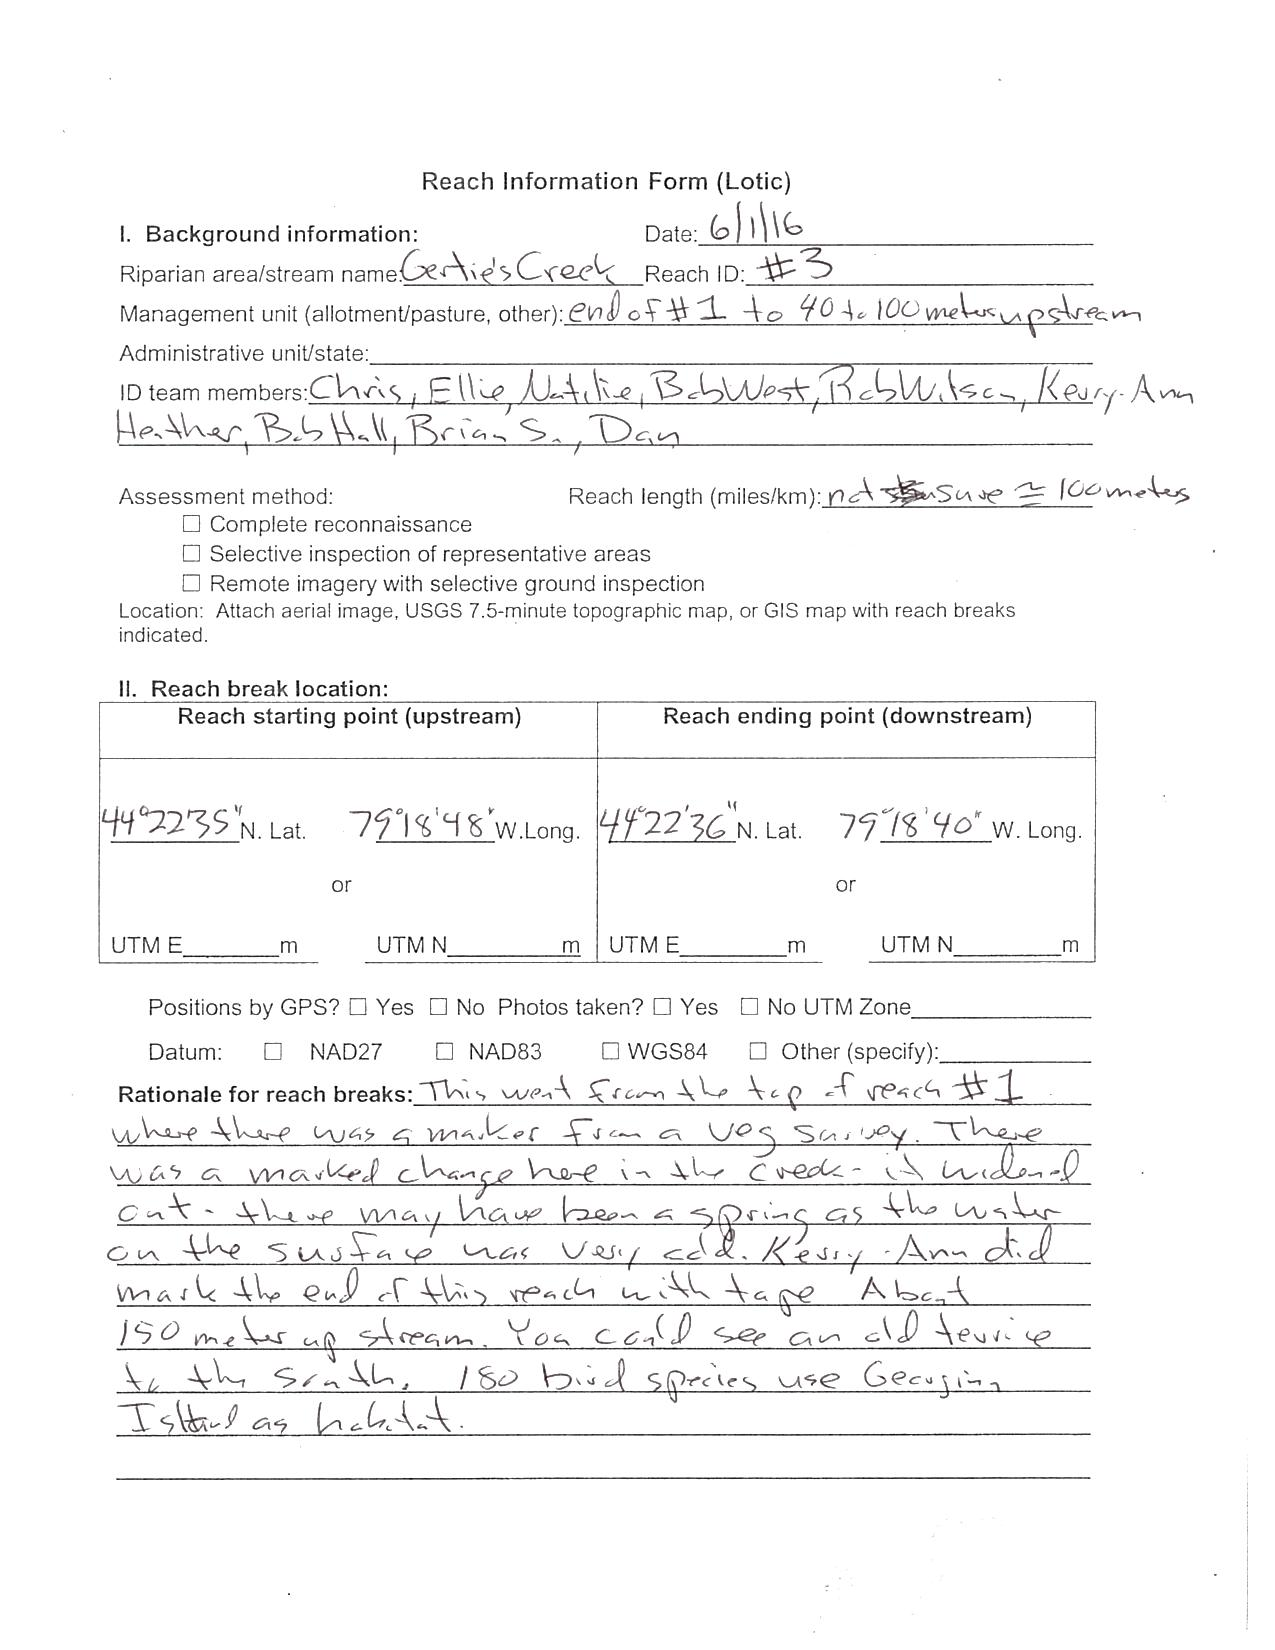 Reach Information Form (Lotic)
I. Background information: Date: 6/1/16
Riparian area/stream name: Gertie's Creek Reach ID: #3
Management unit (allotment/pasture, other): end of #1 to 40 to 100 meters upstream
Administrative unit/state:
ID team members: Chris, Ellie, Natilie, Bob West, Rob Wilson, Kerry-Ann
Heather, Bob Hall, Brian S., Dan
Assessment method: Reach length (miles/km): not sure ≅ 100 meters
☐ Complete reconnaissance
☐ Selective inspection of representative areas
☐ Remote imagery with selective ground inspection
Location: Attach aerial image, USGS 7.5-minute topographic map, or GIS map with reach breaks
indicated.
II. Reach break location:
Reach starting point (upstream) Reach ending point (downstream)
44°22'35" N. Lat. 79°18'48" W.Long. 44°22'36" N. Lat. 79°18'40" W. Long.
or or
UTM E m UTM N m UTM E m UTM N m
Positions by GPS? ☐ Yes ☐ No Photos taken? ☐ Yes ☐ No UTM Zone
Datum: ☐ NAD27 ☐ NAD83 ☐ WGS84 ☐ Other (specify):
Rationale for reach breaks: This went from the top of reach #1
where there was a marker from a veg survey. There
was a marked change here in the creek - it widened
out - there may have been a spring as the water
on the surface was very cold. Kerry-Ann did
mark the end of this reach with tape About
150 meter up stream. You could see an old terrice
to the South. 180 bird species use Georgina
Island as habitat.